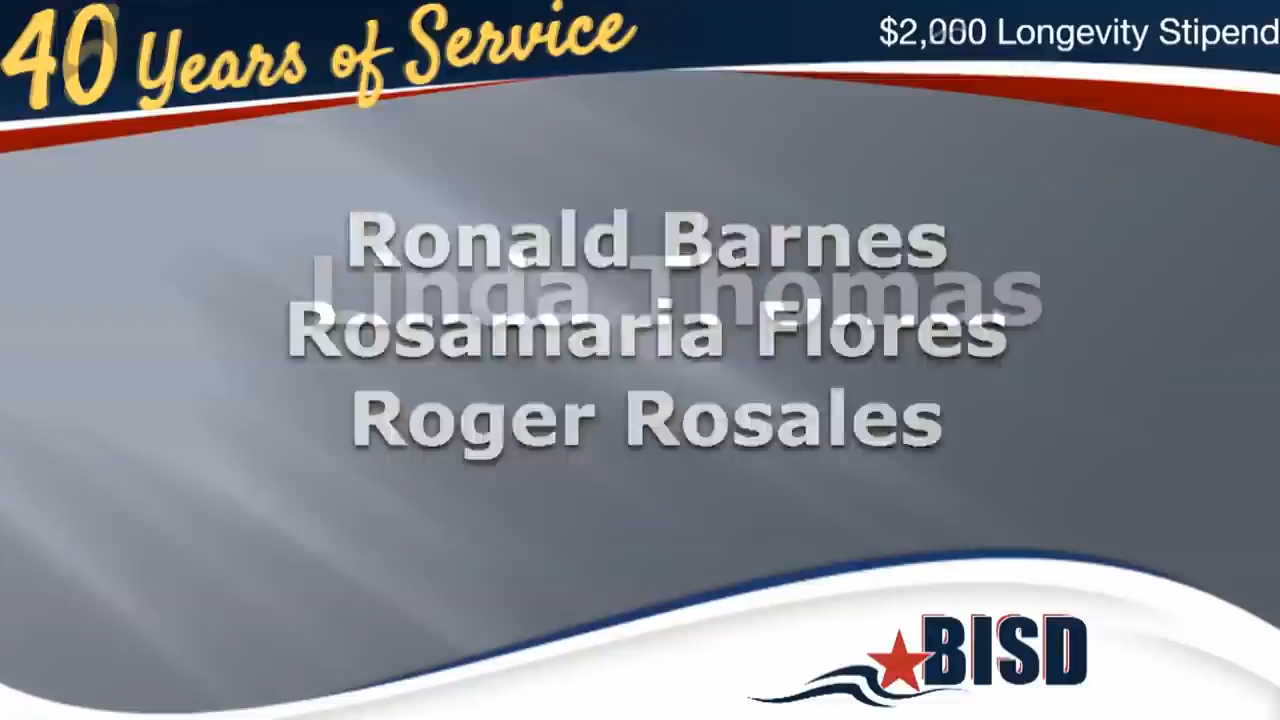 40 Years of Service
$2,000 Longevity Stipend
Ronald Barnes
Linda Thomas
Rosamaria Flores
Roger Rosales
BISD